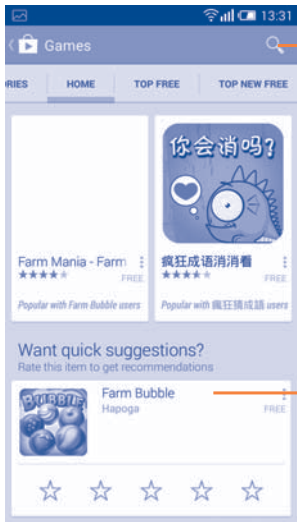 13:31
Games
RIES HOME TOP FREE TOP NEW FREE
你会消吗?
Farm Mania - Farm
FREE
Popular with Farm Bubble users
疯狂成语消消看
FREE
Popular with 瘋狂猜成語 users
Want quick suggestions?
Rate this item to get recommendations
BUBBLE
Farm Bubble
Hapoga
FREE